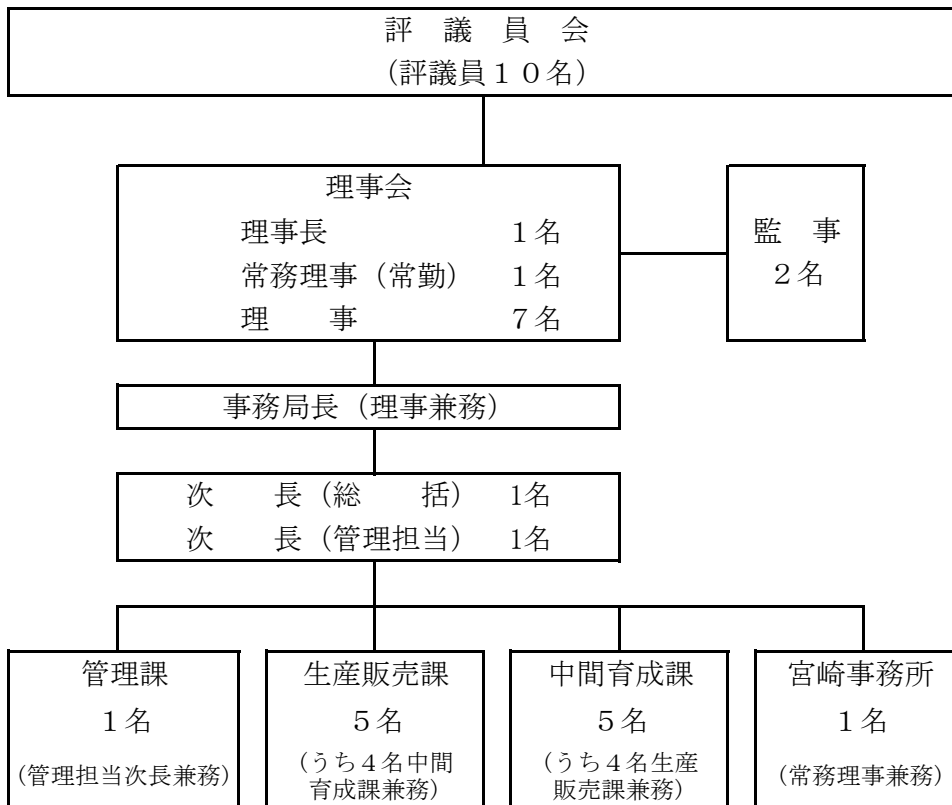 評　議　員　会
（評議員１０名）
理事会
理事長　１名
常務理事（常勤）　１名
理　　事　７名
監　事
２名
事務局長（理事兼務）
次　　長（総　　括）　1名
次　　長（管理担当）　1名
管理課
１名
（管理担当次長兼務）
生産販売課
５名
（うち４名中間
育成課兼務）
中間育成課
５名
（うち４名生産
販売課兼務）
宮崎事務所
１名
（常務理事兼務）